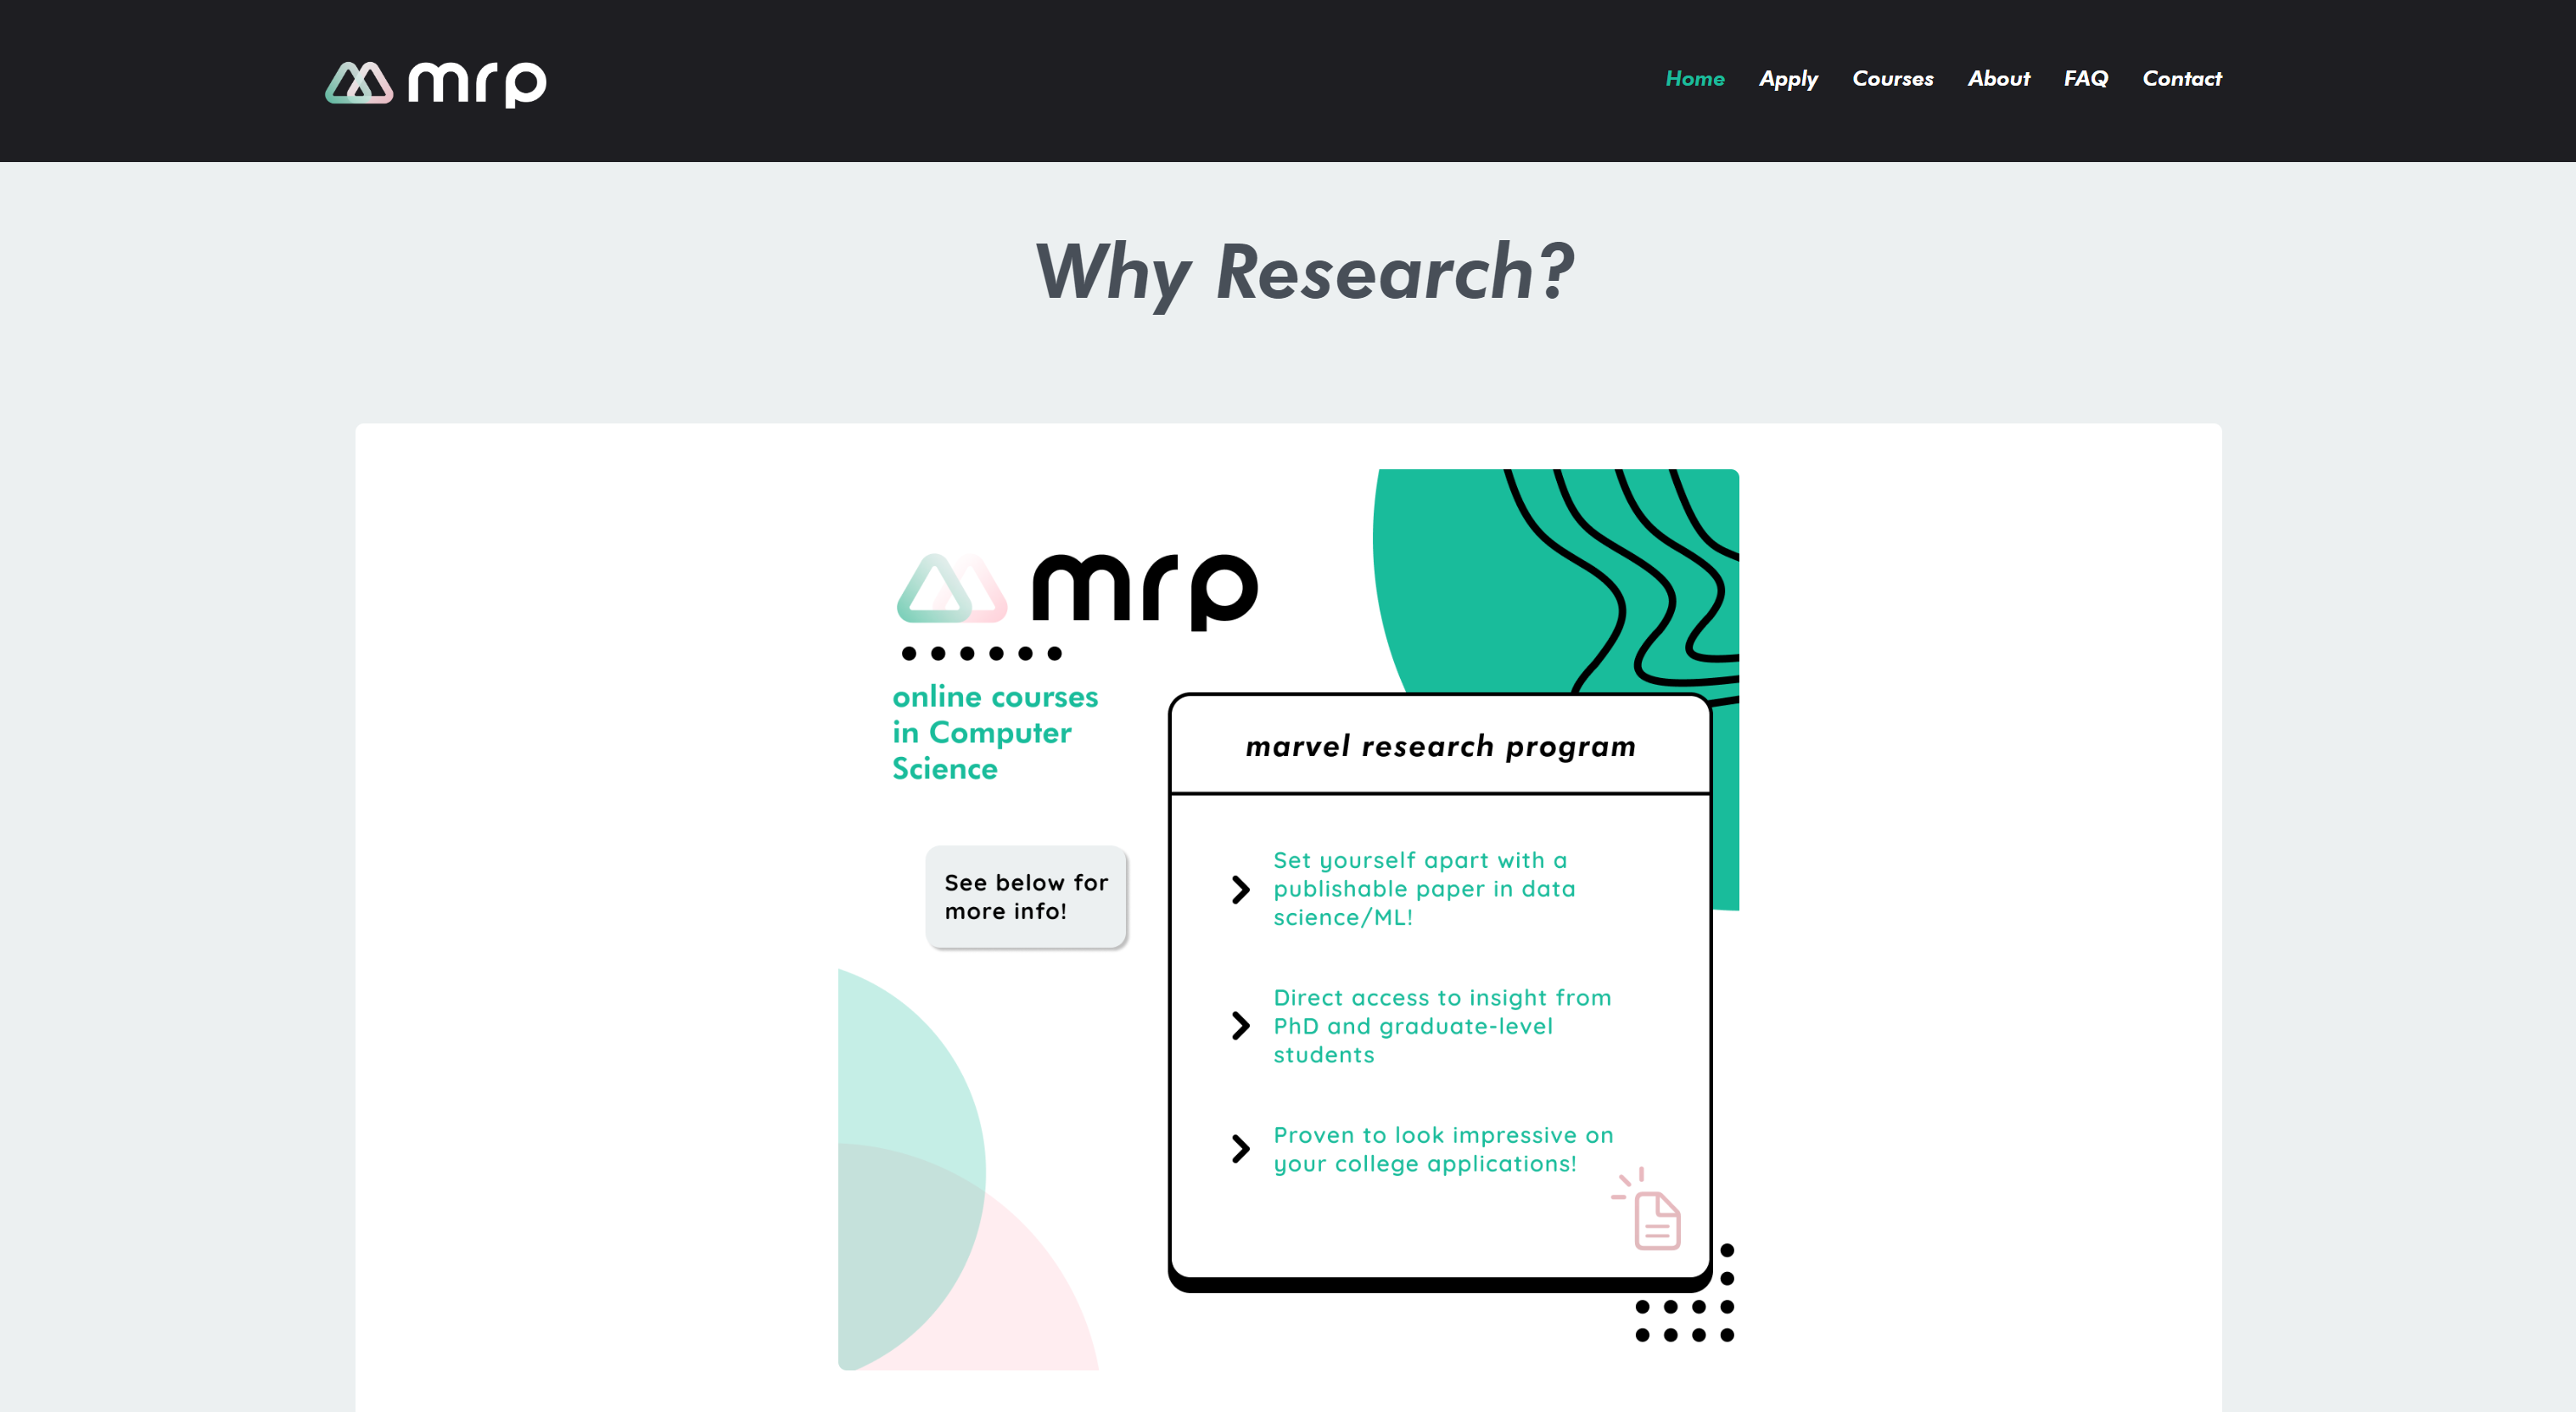 mrp
Home Apply Courses About FAQ Contact
Why Research?
mrp
online courses
in Computer
Science
See below for
more info!
marvel research program
Set yourself apart with a
publishable paper in data
science/ML!
Direct access to insight from
PhD and graduate-level
students
Proven to look impressive on
your college applications!